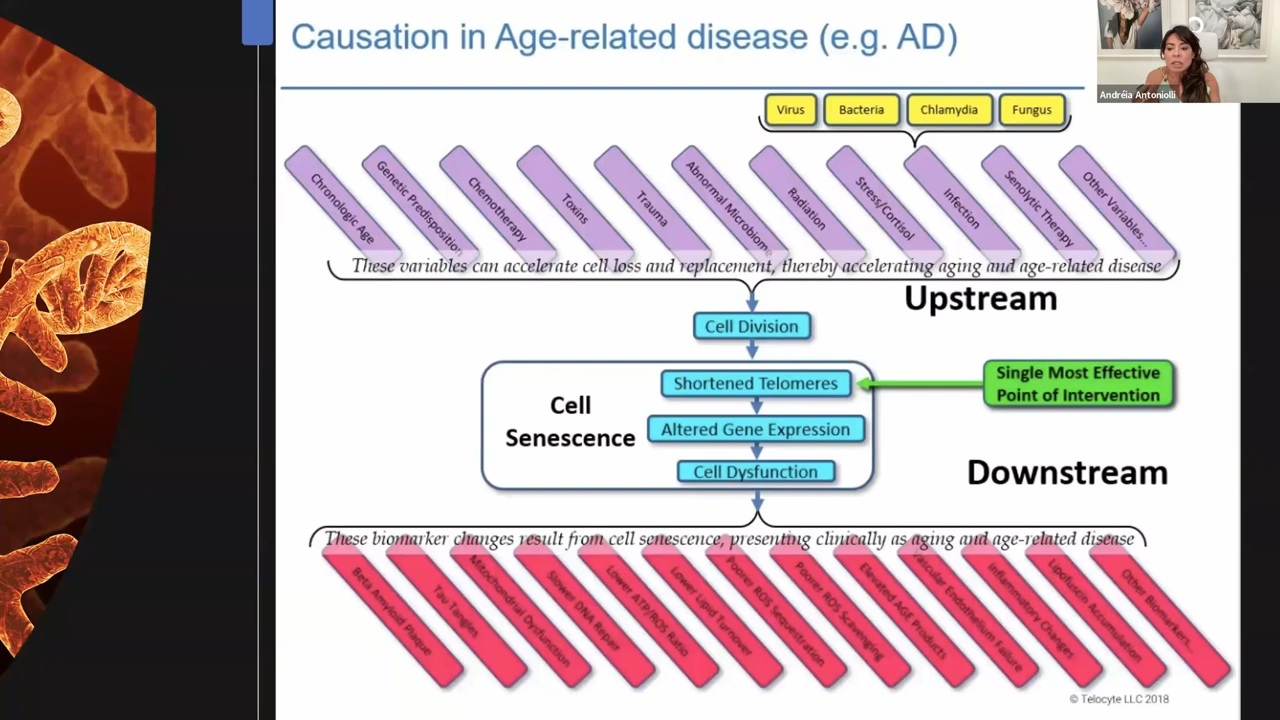 Causation in Age-related disease (e.g. AD)
Andréia Antoniolli
Virus
Bacteria
Chlamydia
Fungus
Chronologic Age
Genetic Predisposition
Chemotherapy
Toxins
Trauma
Abnormal Microbiome
Radiation
Stress/Cortisol
Infection
Senolytic Therapy
Other Variables...
These variables can accelerate cell loss and replacement, thereby accelerating aging and age-related disease
Upstream
Cell Division
Shortened Telomeres
Single Most Effective
Point of Intervention
Cell
Senescence
Altered Gene Expression
Cell Dysfunction
Downstream
These biomarker changes result from cell senescence, presenting clinically as aging and age-related disease
Beta Amyloid Plaque
Tau Tangles
Mitochondrial Dysfunction
Slower DNA Repair
Lower ATP/ROS Ratio
Lower Lipid Turnover
Poorer ROS Sequestration
Poorer ROS Scavenging
Elevated AGE Products
Vascular Endothelium Failure
Inflammatory Changes
Lipofuscin Accumulation
Other Biomarkers...
© Telocyte LLC 2018